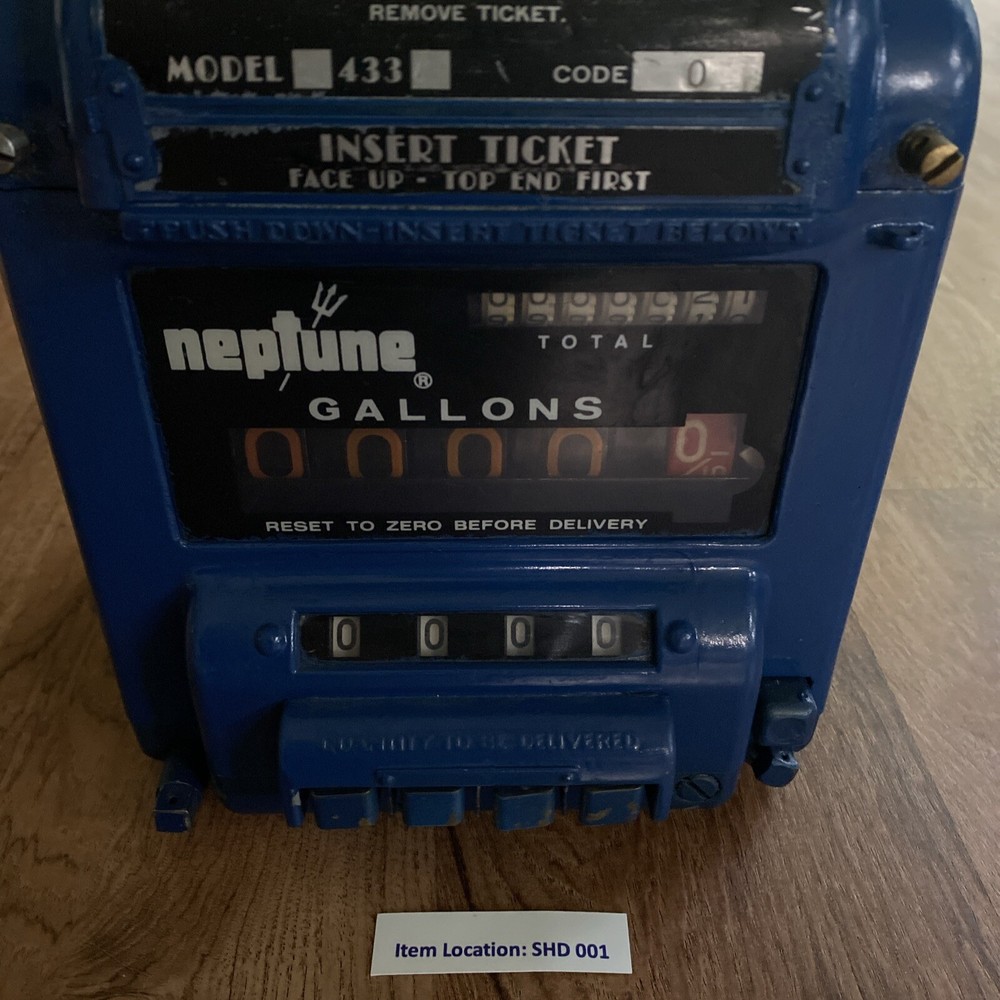 REMOVE TICKET.
MODEL 433 CODE 0
INSERT TICKET
FACE UP - TOP END FIRST
PUSH DOWN-INSERT TICKET BELOW
neptune®
TOTAL
GALLONS
0 0 0 0 0
RESET TO ZERO BEFORE DELIVERY
0 0 0 0
QUANTITY TO BE DELIVERED
Item Location: SHD 001